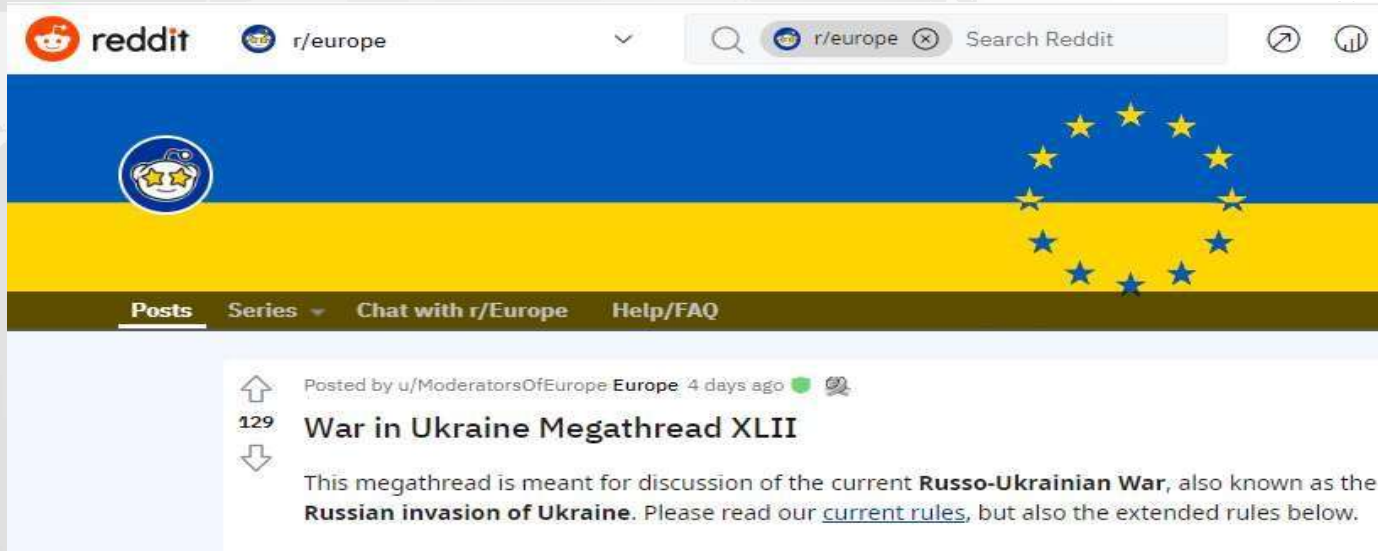 reddit r/europe r/europe Search Reddit
Posts Series Chat with r/Europe Help/FAQ
Posted by u/ModeratorsOfEurope Europe 4 days ago
129
War in Ukraine Megathread XLII
This megathread is meant for discussion of the current Russo-Ukrainian War, also known as the
Russian invasion of Ukraine. Please read our current rules, but also the extended rules below.